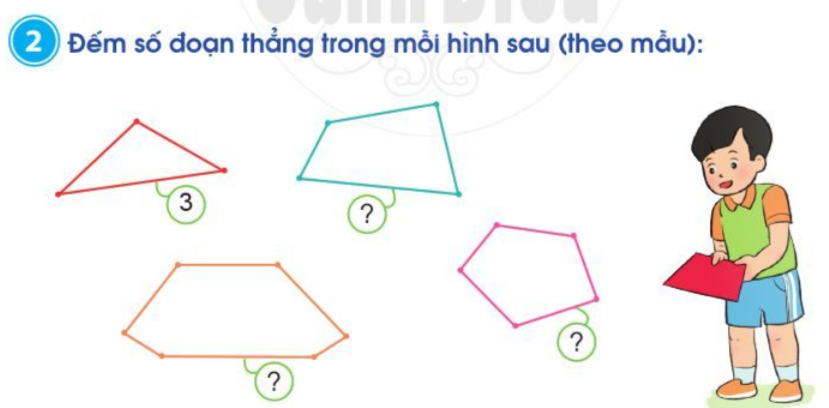 2 Đếm số đoạn thẳng trong mỗi hình sau (theo mẫu):
3
?
?
?